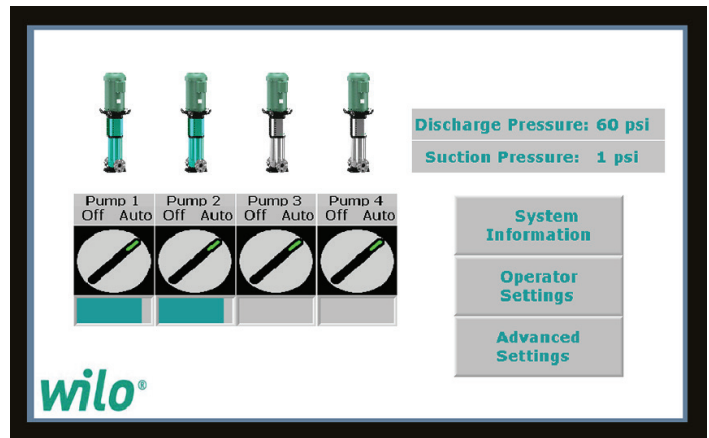 Discharge Pressure: 60 psi
Suction Pressure: 1 psi
Pump 1 Pump 2 Pump 3 Pump 4
Off Auto Off Auto Off Auto Off Auto
System
Information
Operator
Settings
Advanced
Settings
wilo®